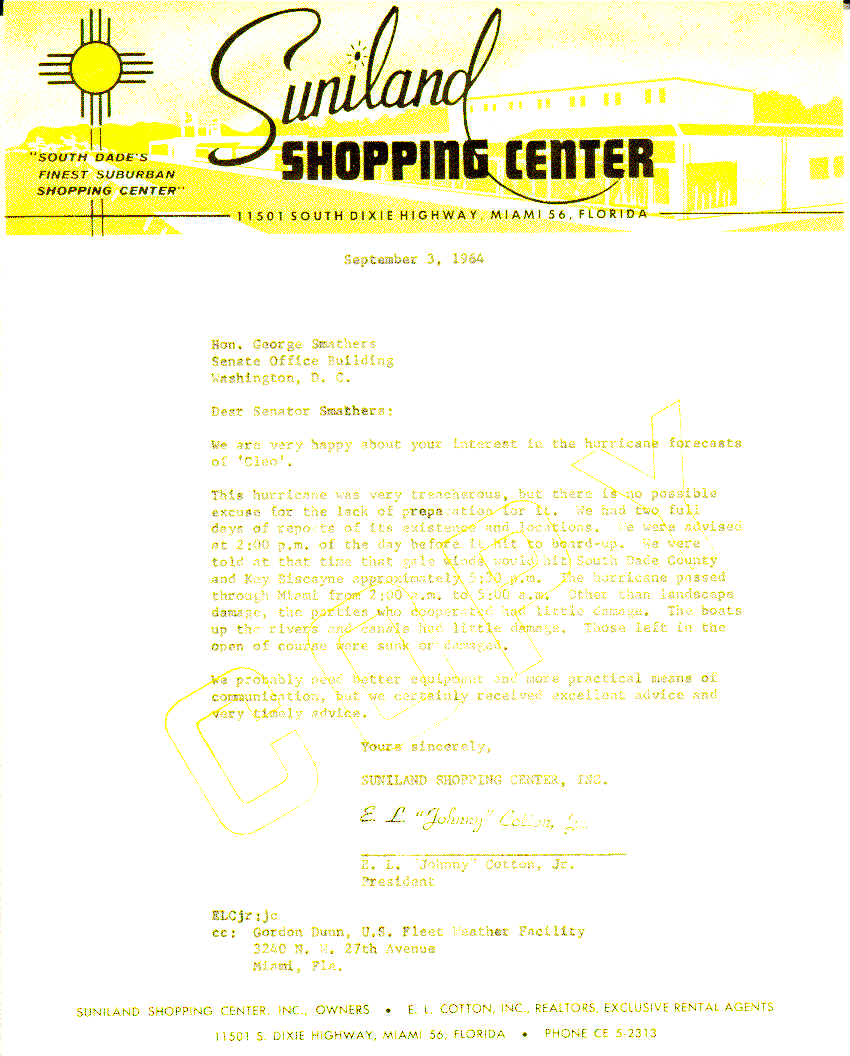 Suniland
SHOPPING CENTER
"SOUTH DADE'S
FINEST SUBURBAN
SHOPPING CENTER"
11501 SOUTH DIXIE HIGHWAY, MIAMI 56, FLORIDA
September 3, 1964
Hon. George Smathers
Senate Office Building
Washington, D. C.
Dear Senator Smathers:
We are very happy about your interest in the hurricane forecasts
of 'Cleo'.
This hurricane was very treacherous, but there is no possible
excuse for the lack of preparation for it. We had two full
days of reports of its existence and locations. We were advised
at 2:00 p.m. of the day before it hit to board-up. We were
told at that time that gale winds would hit South Dade County
and Key Biscayne approximately 5:30 p.m. The hurricane passed
through Miami from 2:00 a.m. to 5:00 a.m. Other than landscape
damage, the parties who cooperated had little damage. The boats
up the rivers and canals had little damage. Those left in the
open of course were sunk or damaged.
We probably need better equipment and more practical means of
communication, but we certainly received excellent advice and
very timely advice.
Yours sincerely,
SUNILAND SHOPPING CENTER, INC.
E. L. "Johnny" Cotton, Jr.
E. L. "Johnny" Cotton, Jr.
President
ELCjr:jc
cc: Gordon Dunn, U.S. Fleet Weather Facility
3240 N. W. 27th Avenue
Miami, Fla.
COPY
SUNILAND SHOPPING CENTER, INC., OWNERS • E. L. COTTON, INC., REALTORS, EXCLUSIVE RENTAL AGENTS
11501 S. DIXIE HIGHWAY, MIAMI 56, FLORIDA • PHONE CE 5-2313